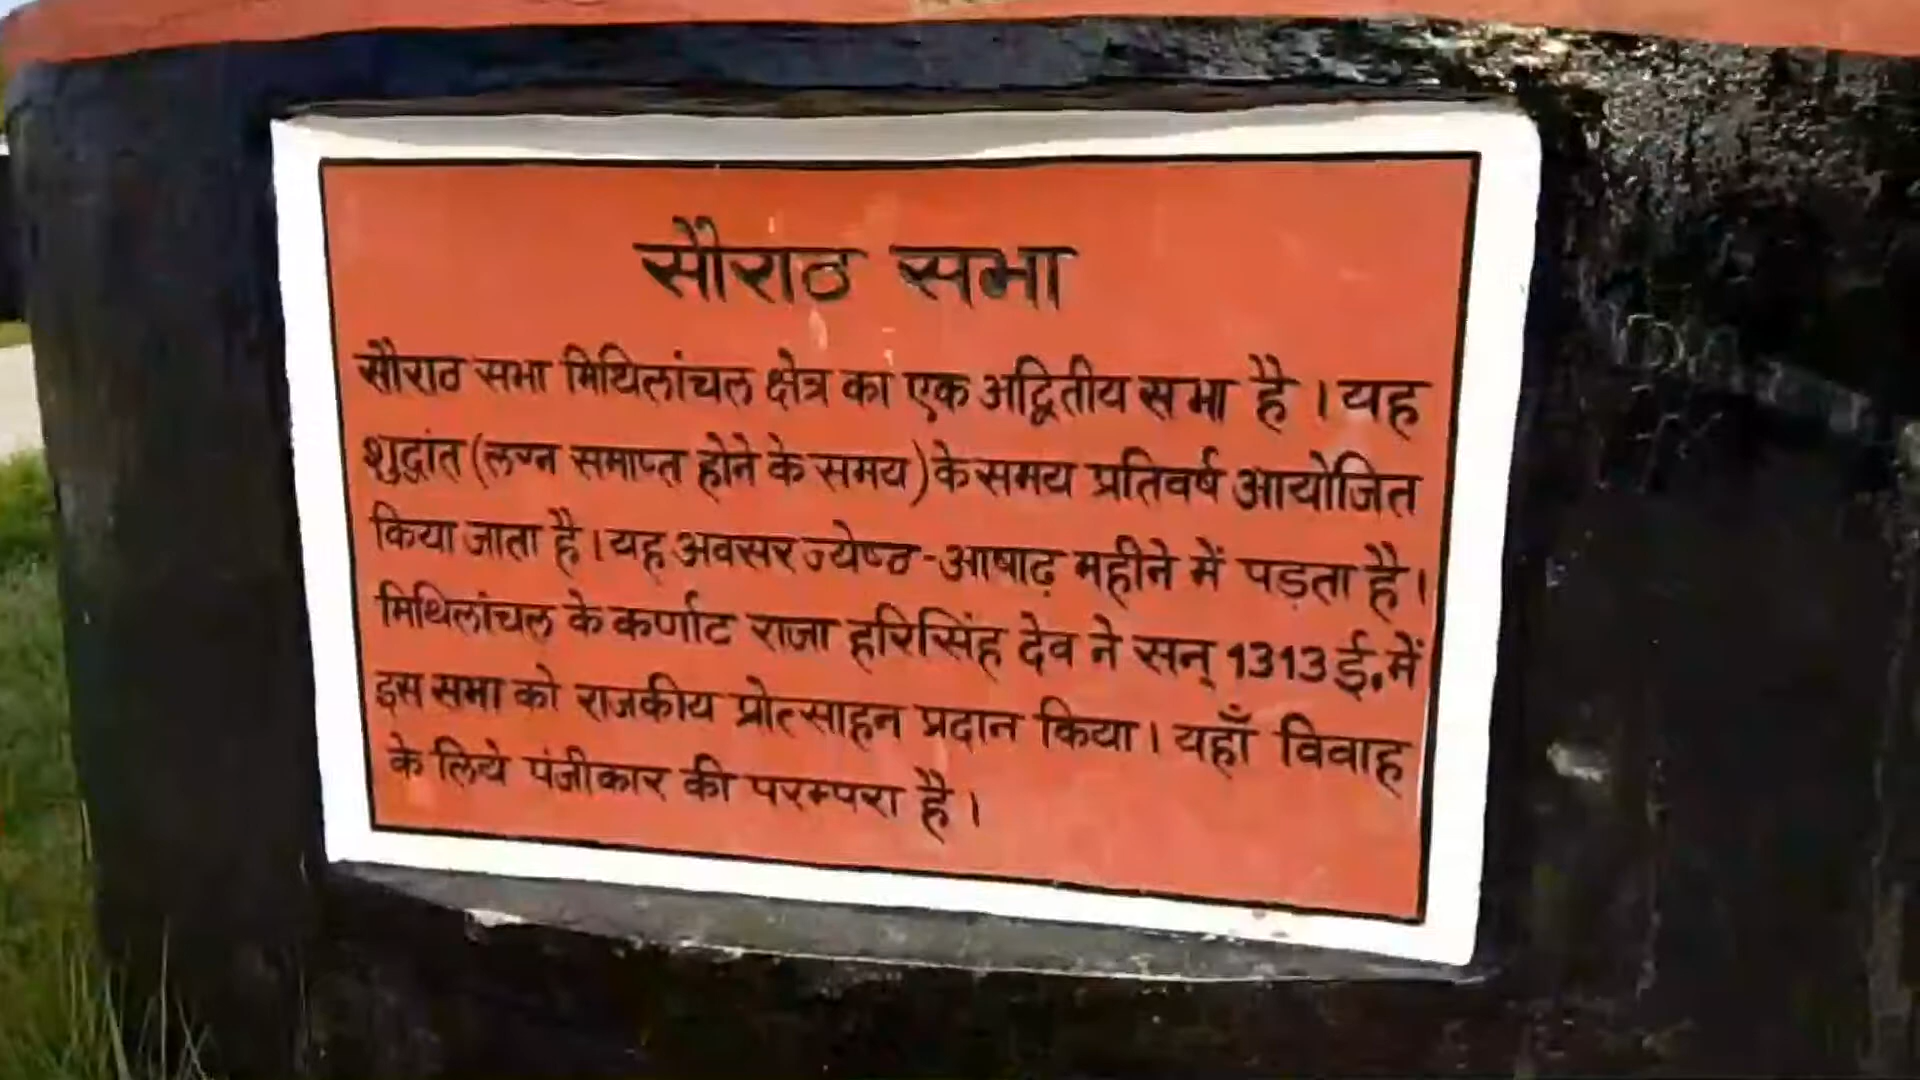 सौराठ सभा
सौराठ सभा मिथिलांचल क्षेत्र का एक अद्वितीय सभा है । यह
शुद्धांत (लग्न समाप्त होने के समय) के समय प्रतिवर्ष आयोजित
किया जाता है । यह अवसर ज्येष्ठ-आषाढ़ महीने में पड़ता है ।
मिथिलांचल के कर्णाट राजा हरिसिंह देव ने सन् 1313 ई. में
इस सभा को राजकीय प्रोत्साहन प्रदान किया । यहाँ विवाह
के लिये पंजीकार की परम्परा है ।